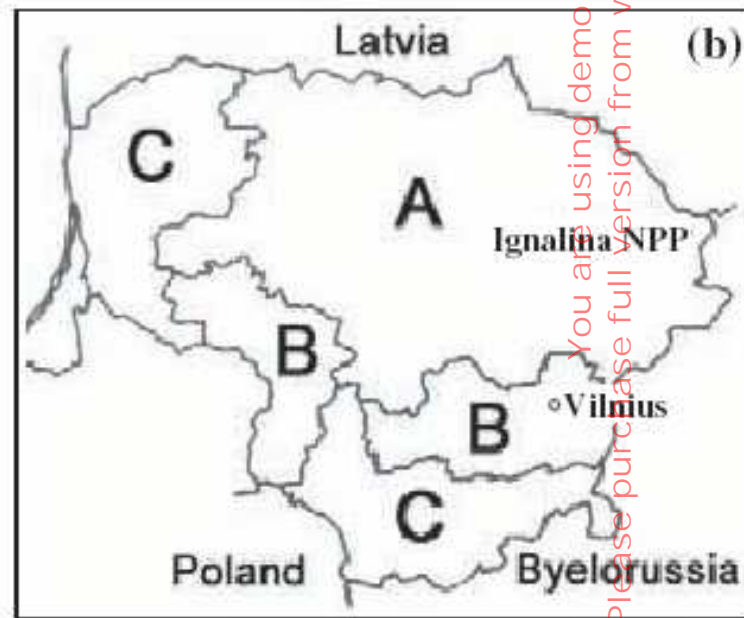 Latvia
(b)
C
A
Ignalina NPP
B
Vilnius
B
C
Poland
Byelorussia
You are using demo
Please purchase full version from